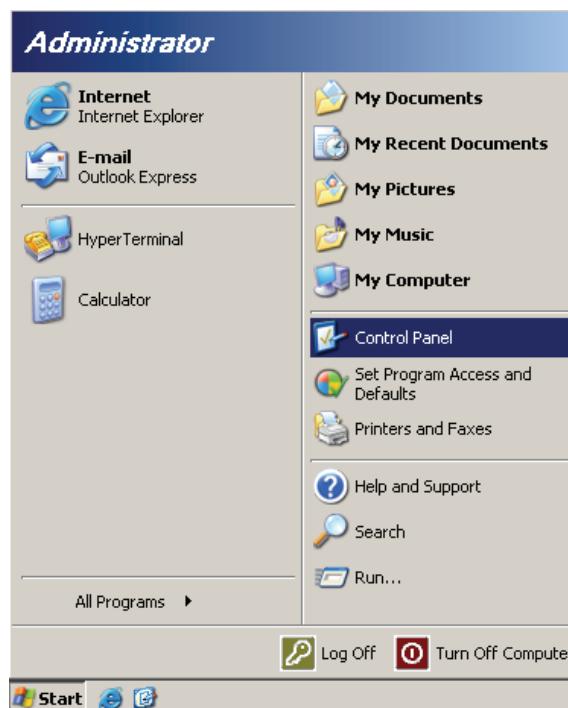 Administrator
Internet
Internet Explorer
E-mail
Outlook Express
HyperTerminal
Calculator
All Programs
My Documents
My Recent Documents
My Pictures
My Music
My Computer
Control Panel
Set Program Access and
Defaults
Printers and Faxes
Help and Support
Search
Run...
Log Off
Turn Off Compute
Start